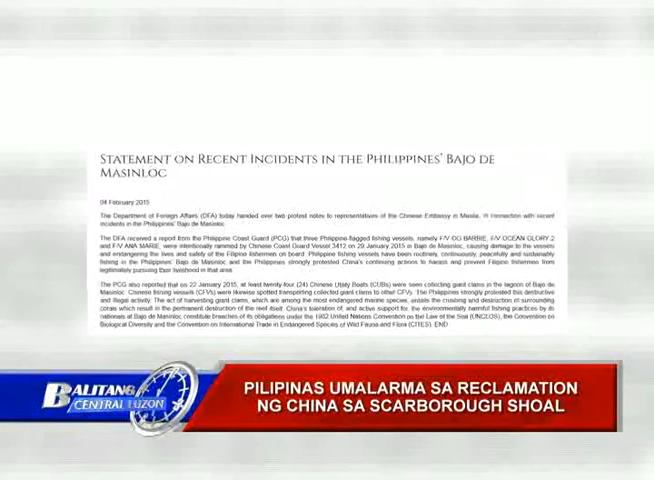 STATEMENT ON RECENT INCIDENTS IN THE PHILIPPINES' BAJO DE
MASINLOC
04 February 2015
The Department of Foreign Affairs (DFA) today handed over two protest notes to representatives of the Chinese Embassy in Manila, in connection with recent
incidents in the Philippines' Bajo de Masinloc.
The DFA received a report from the Philippine Coast Guard (PCG) that three Philippine-flagged fishing vessels, namely F/V OG BARBIE, F/V OCEAN GLORY 2
and F/V ANA MARIE, were intentionally rammed by Chinese Coast Guard Vessel 3412 on 29 January 2015 in Bajo de Masinloc, causing damage to the vessels
and endangering the lives and safety of the Filipino fishermen on board. Philippine fishing vessels have been routinely, continuously, peacefully and sustainably
fishing in the Philippines' Bajo de Masinloc and the Philippines strongly protested China's continuing actions to harass and prevent Filipino fishermen from
legitimately pursuing their livelihood in that area.
The PCG also reported that on 22 January 2015, at least twenty-four (24) Chinese Utility Boats (CUBs) were seen collecting giant clams in the lagoon of Bajo de
Masinloc. Chinese fishing vessels (CFVs) were likewise spotted transporting collected giant clams to other CFVs. The Philippines strongly protested this destructive
and illegal activity. The act of harvesting giant clams, which are among the most endangered marine species, entails the crushing and destruction of surrounding
corals which result in the permanent destruction of the reef itself. China's toleration of, and active support for, the environmentally harmful fishing practices by its
nationals at Bajo de Masinloc, constitute breaches of its obligations under the 1982 United Nations Convention on the Law of the Sea (UNCLOS), the Convention on
Biological Diversity and the Convention on International Trade in Endangered Species of Wild Fauna and Flora (CITES). END
BALITANG
CENTRAL LUZON
PILIPINAS UMALARMA SA RECLAMATION
NG CHINA SA SCARBOROUGH SHOAL